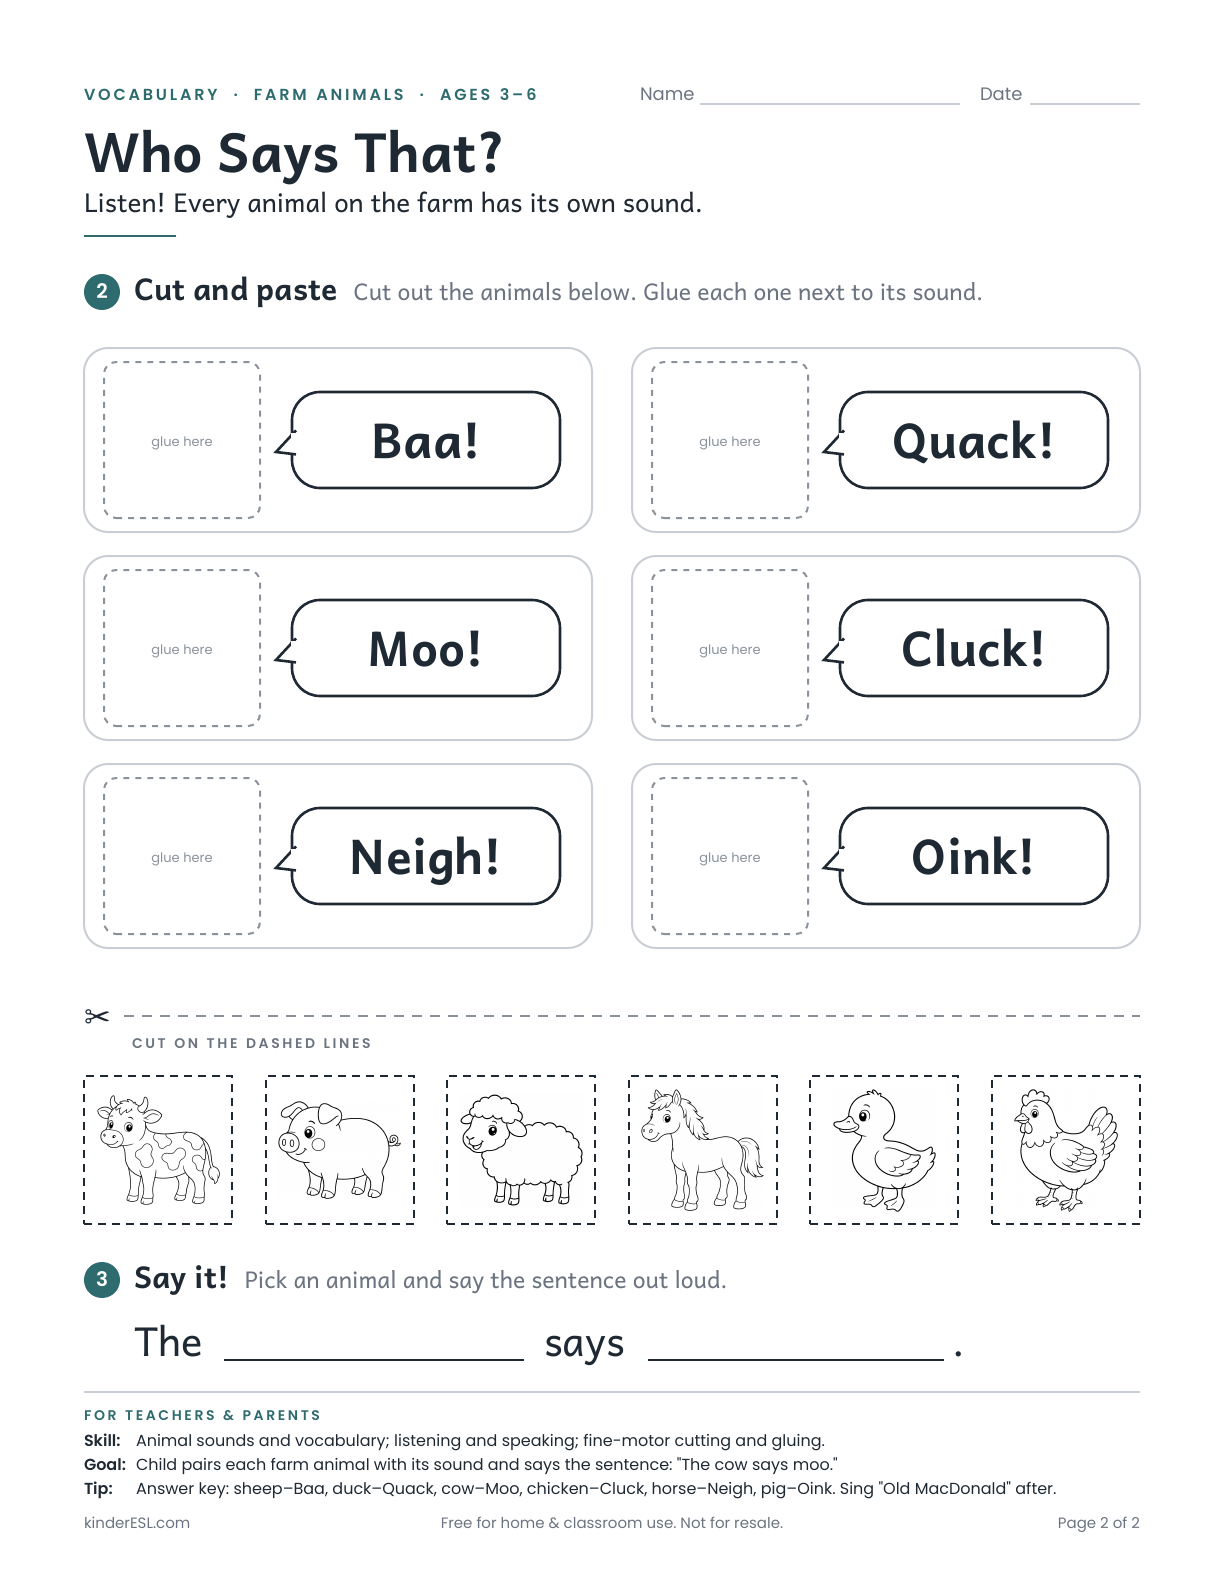 VOCABULARY · FARM ANIMALS · AGES 3–6
Name
Date
Who Says That?
Listen! Every animal on the farm has its own sound.
2 Cut and paste Cut out the animals below. Glue each one next to its sound.
glue here
Baa!
glue here
Quack!
glue here
Moo!
glue here
Cluck!
glue here
Neigh!
glue here
Oink!
CUT ON THE DASHED LINES
3 Say it! Pick an animal and say the sentence out loud.
The says .
FOR TEACHERS & PARENTS
Skill: Animal sounds and vocabulary; listening and speaking; fine-motor cutting and gluing.
Goal: Child pairs each farm animal with its sound and says the sentence: "The cow says moo."
Tip: Answer key: sheep–Baa, duck–Quack, cow–Moo, chicken–Cluck, horse–Neigh, pig–Oink. Sing "Old MacDonald" after.
kinderESL.com
Free for home & classroom use. Not for resale.
Page 2 of 2